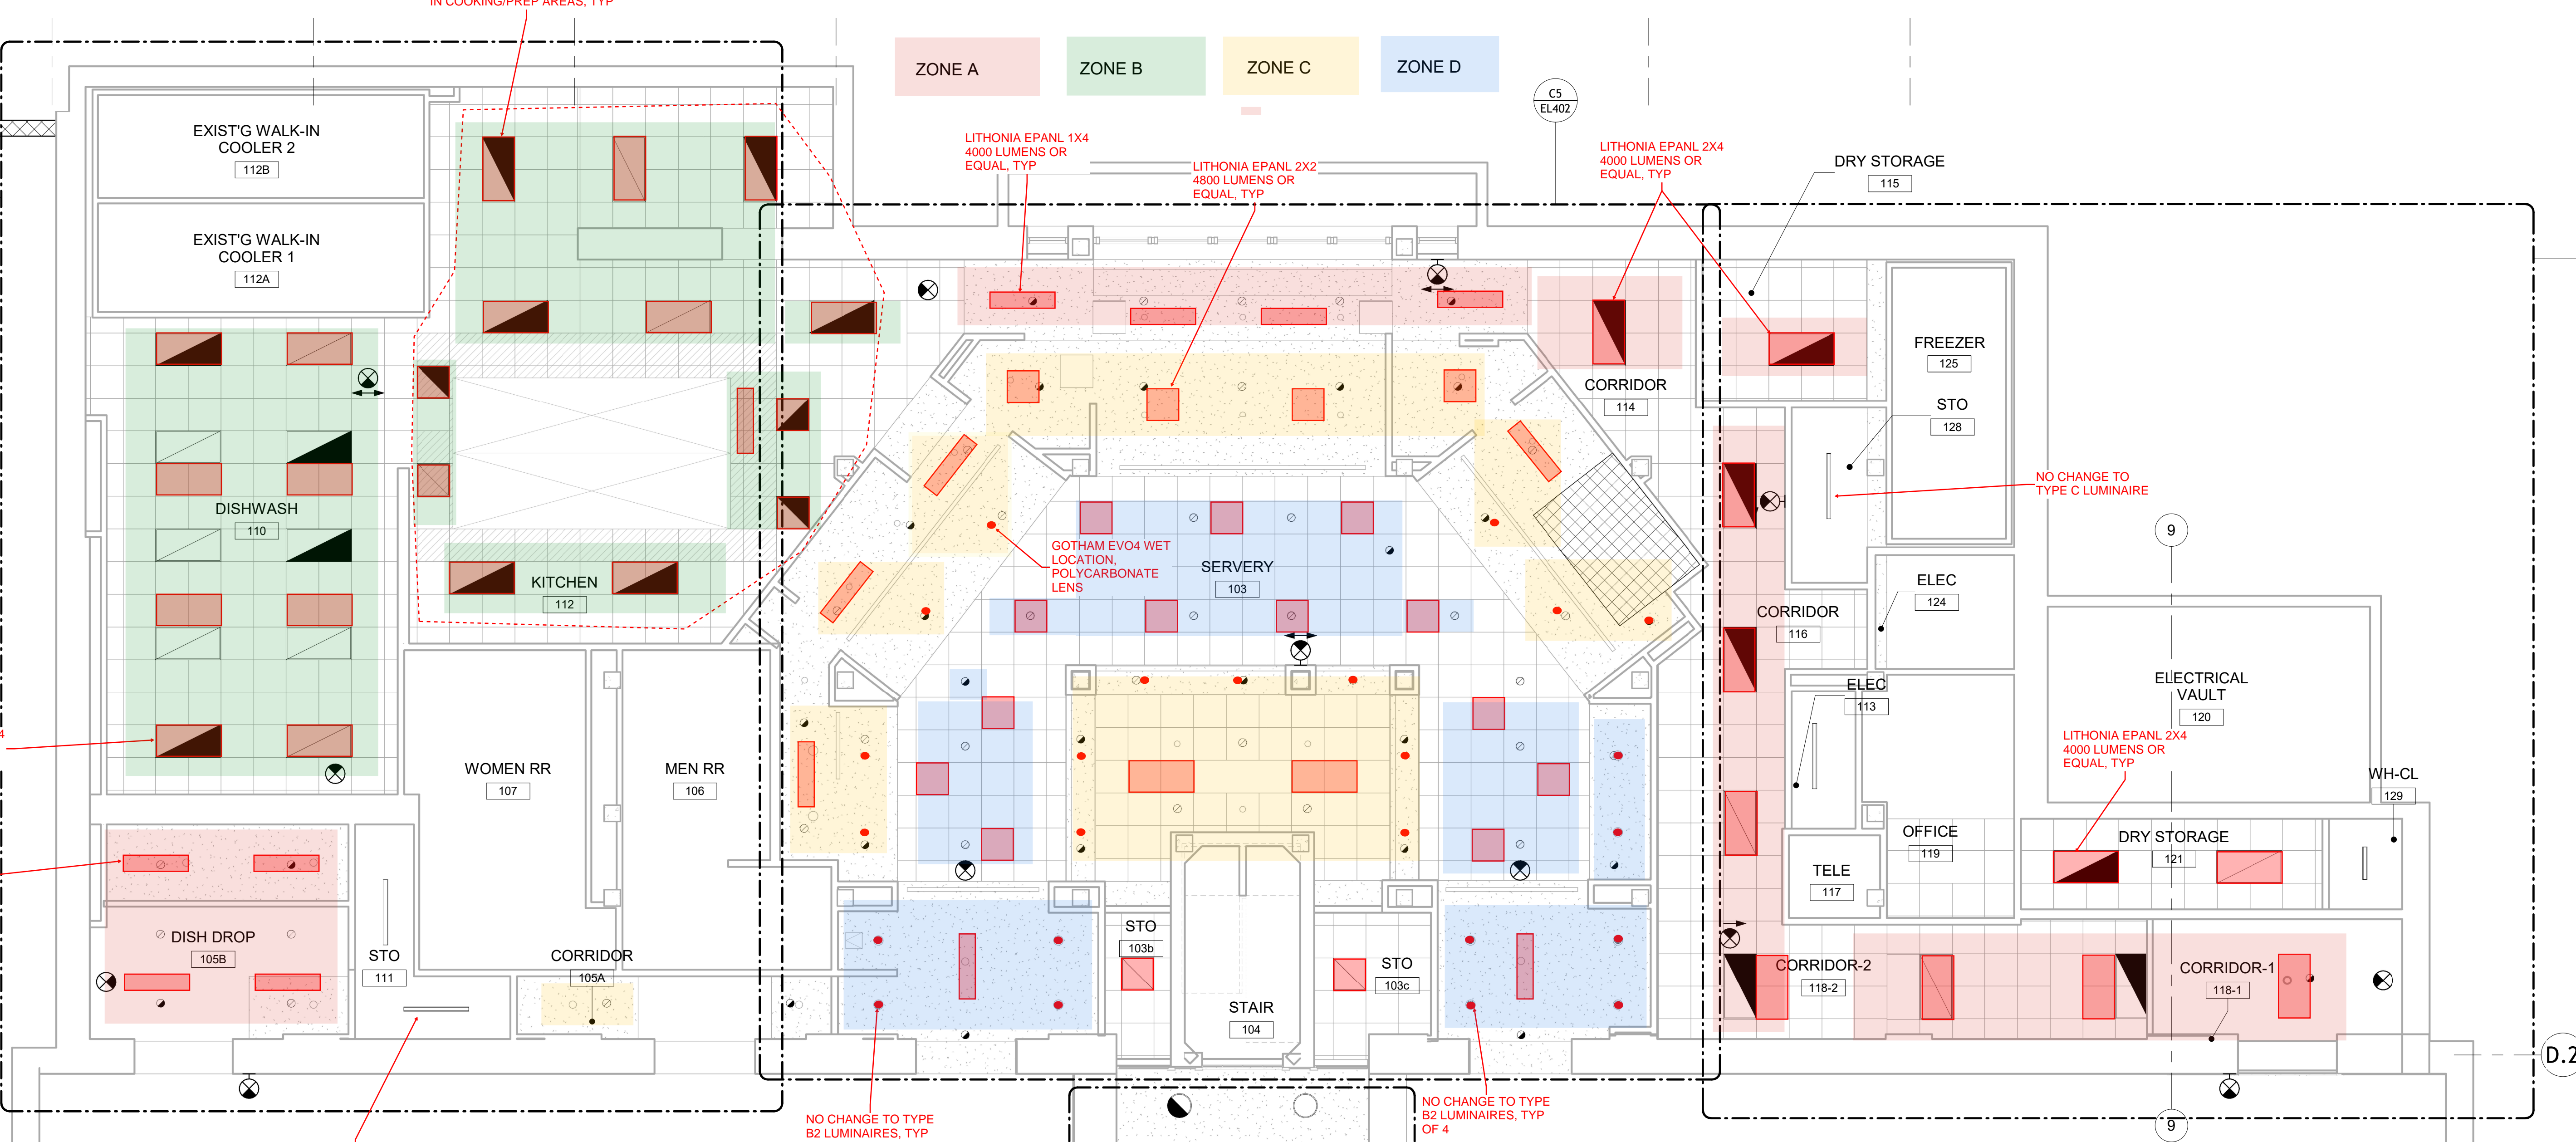 IN COOKING/PREP AREAS, TYP
ZONE A
ZONE B
ZONE C
ZONE D
C5
EL402
EXIST'G WALK-IN
COOLER 2
112B
EXIST'G WALK-IN
COOLER 1
112A
LITHONIA EPANL 1X4
4000 LUMENS OR
EQUAL, TYP
LITHONIA EPANL 2X2
4800 LUMENS OR
EQUAL, TYP
LITHONIA EPANL 2X4
4000 LUMENS OR
EQUAL, TYP
DRY STORAGE
115
FREEZER
125
CORRIDOR
114
STO
128
NO CHANGE TO
TYPE C LUMINAIRE
DISHWASH
110
KITCHEN
112
GOTHAM EVO4 WET
LOCATION,
POLYCARBONATE
LENS
SERVERY
103
9
ELEC
124
CORRIDOR
116
ELEC
113
ELECTRICAL
VAULT
120
4
LITHONIA EPANL 2X4
4000 LUMENS OR
EQUAL, TYP
WOMEN RR
107
MEN RR
106
WH-CL
129
OFFICE
119
DRY STORAGE
121
TELE
117
DISH DROP
105B
STO
111
CORRIDOR
105A
STO
103b
STO
103c
STAIR
104
CORRIDOR-2
118-2
CORRIDOR-1
118-1
D.2
NO CHANGE TO TYPE
B2 LUMINAIRES, TYP
NO CHANGE TO TYPE
B2 LUMINAIRES, TYP
OF 4
9